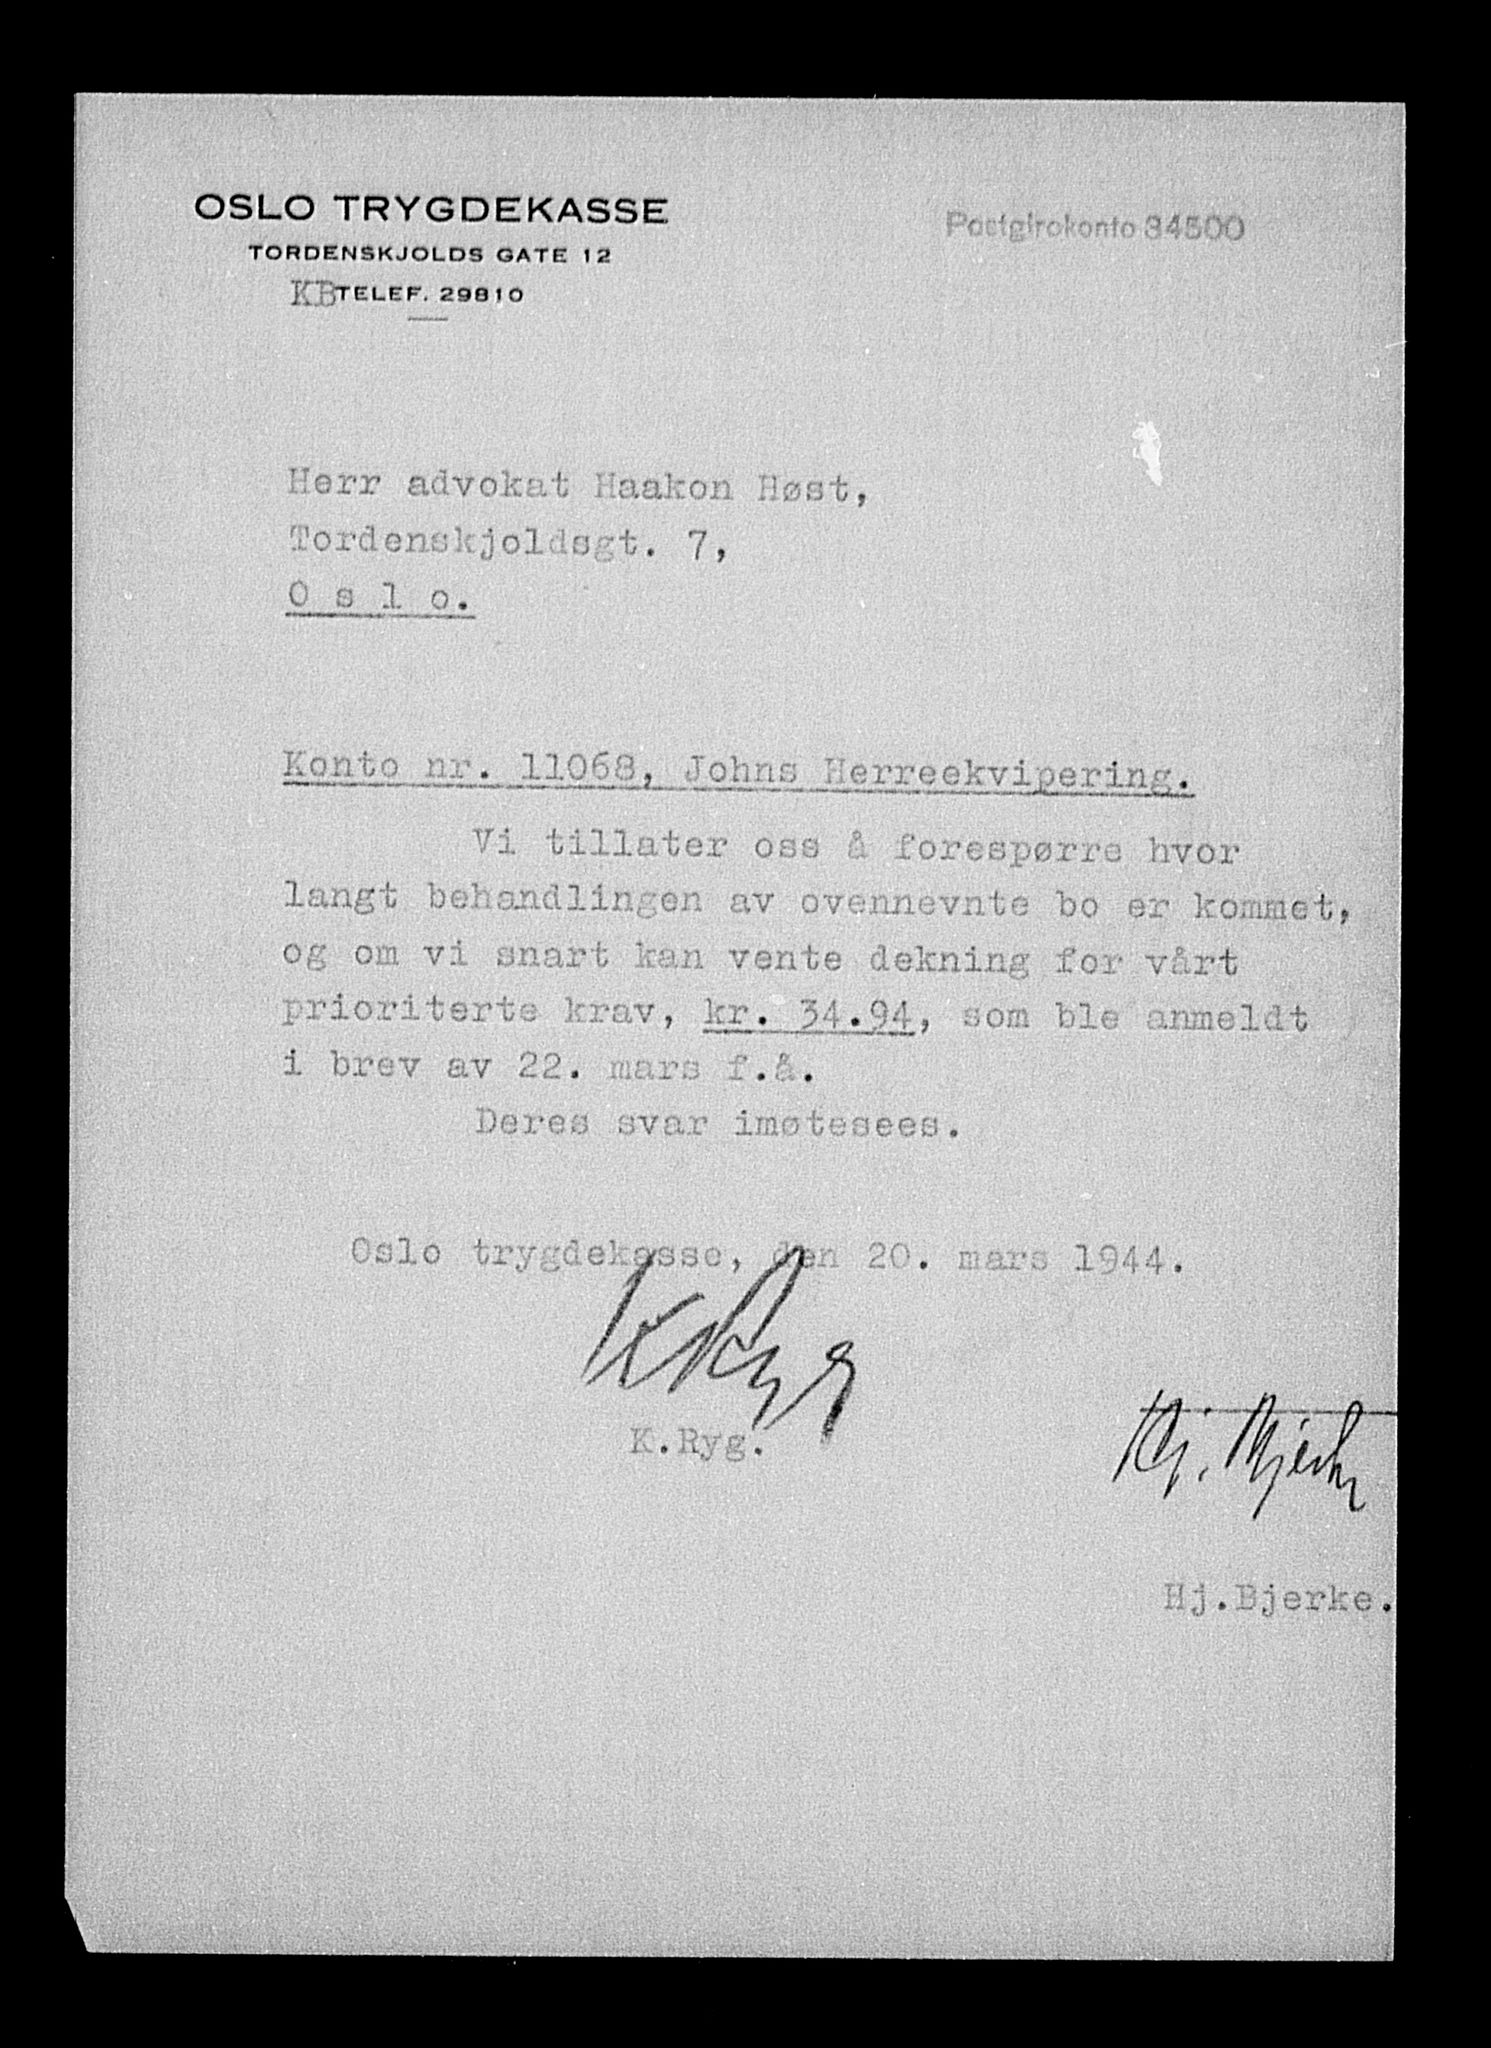 OSLO TRYGDEKASSE
Postgirokonto 34500
TORDENSKJOLDS GATE 12
KB TELEF. 29810
Herr advokat Haakon Høst,
Tordenskjoldsgt. 7,
O s l o.
Konto nr. 11068, Johns Herreekvipering.
Vi tillater oss å forespørre hvor
langt behandlingen av ovennevnte bo er kommet,
og om vi snart kan vente dekning for vårt
prioriterte krav, kr. 34.94, som ble anmeldt
i brev av 22. mars f.å.
Deres svar imøtesees.
Oslo trygdekasse, den 20. mars 1944.
K Ryg
Hj. Bjerke
K.Ryg.
Hj.Bjerke.